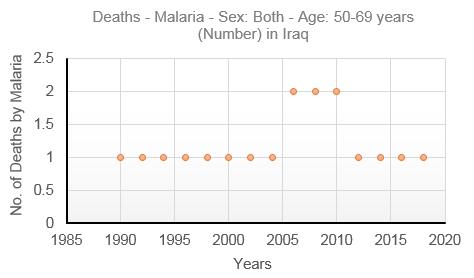 Deaths - Malaria - Sex: Both - Age: 50-69 years
(Number) in Iraq
No. of Deaths by Malaria
2.5
2
1.5
1
0.5
0
1985 1990 1995 2000 2005 2010 2015 2020
Years